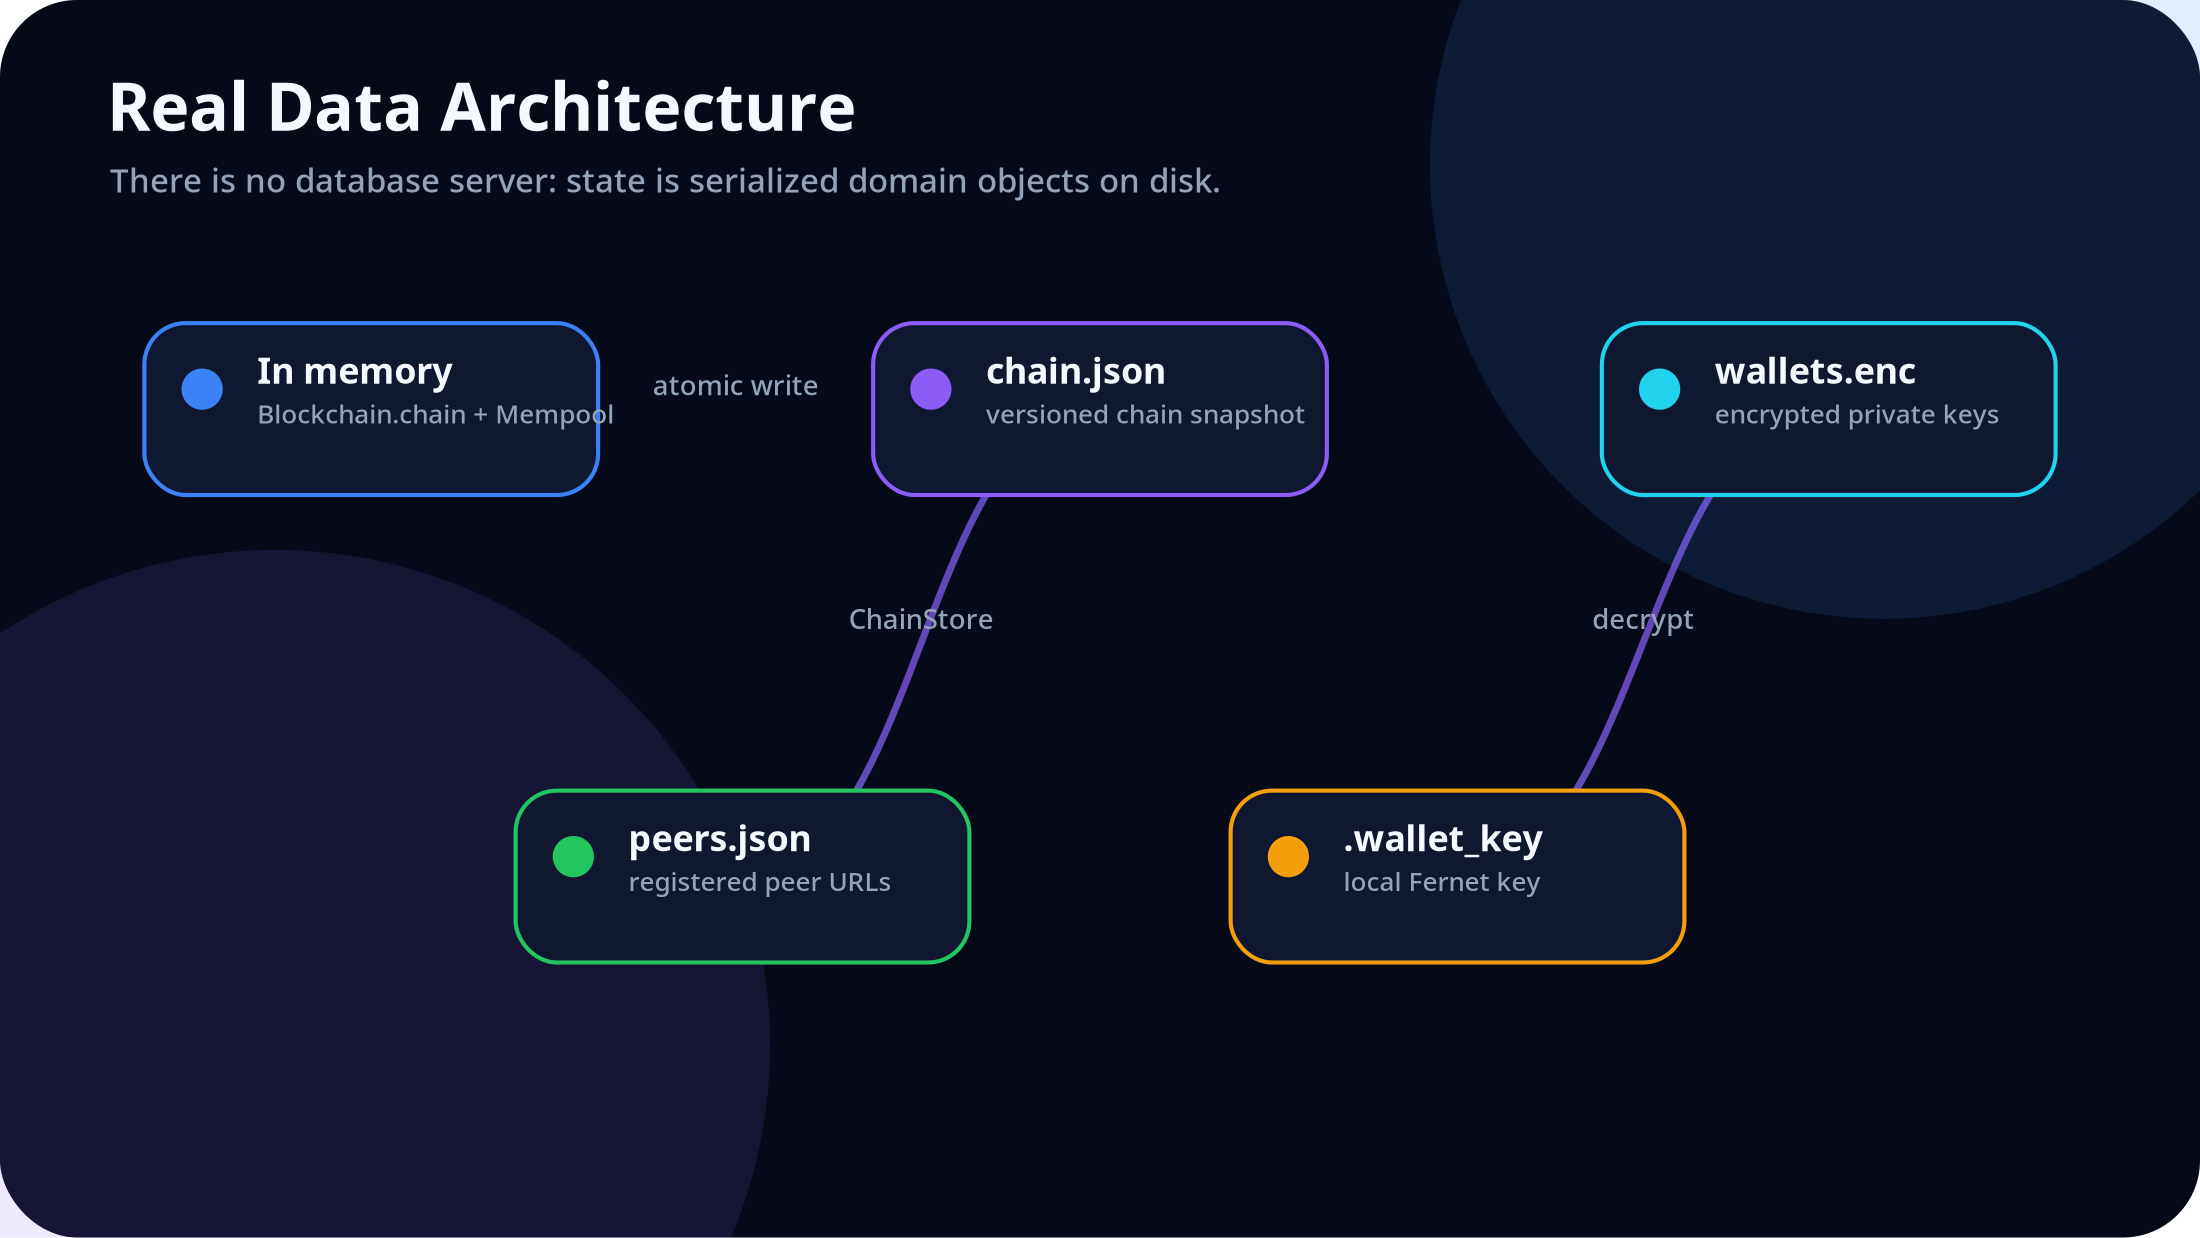 Real Data Architecture
There is no database server: state is serialized domain objects on disk.
In memory
Blockchain.chain + Mempool
atomic write
chain.json
versioned chain snapshot
wallets.enc
encrypted private keys
ChainStore
decrypt
peers.json
registered peer URLs
.wallet_key
local Fernet key